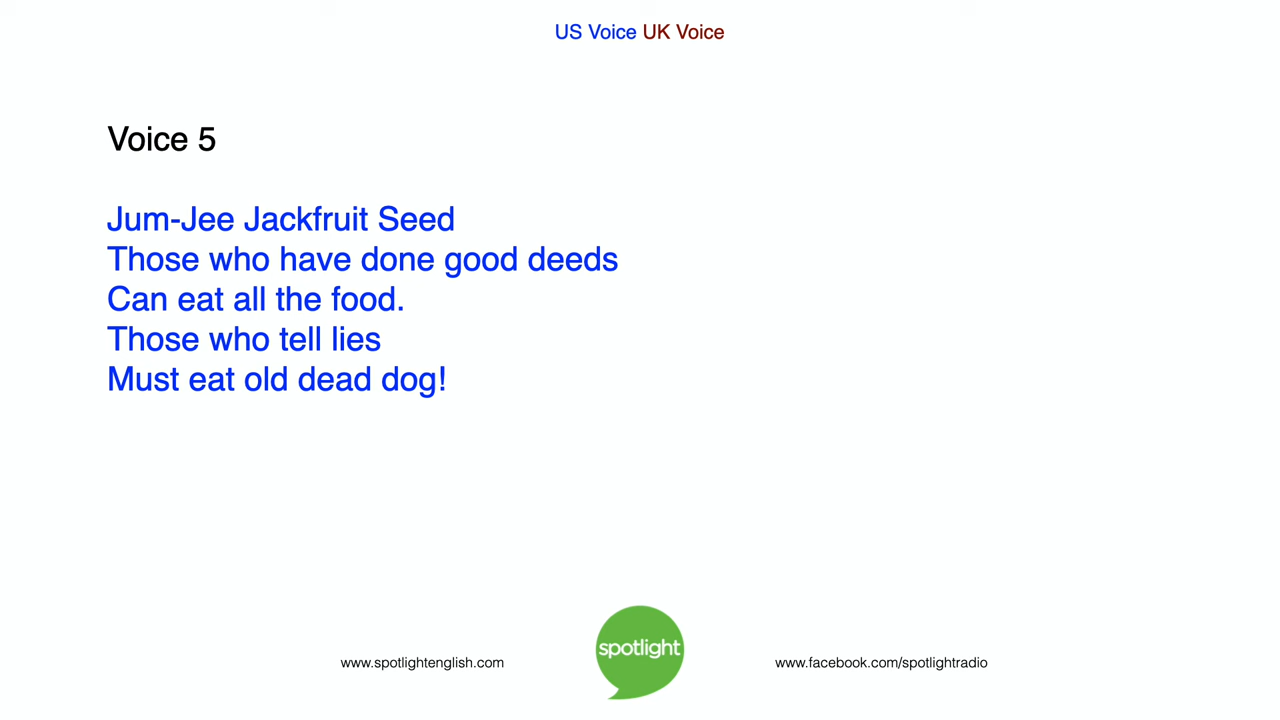 US Voice UK Voice
Voice 5
Jum-Jee Jackfruit Seed
Those who have done good deeds
Can eat all the food.
Those who tell lies
Must eat old dead dog!
spotlight
www.spotlightenglish.com
www.facebook.com/spotlightradio